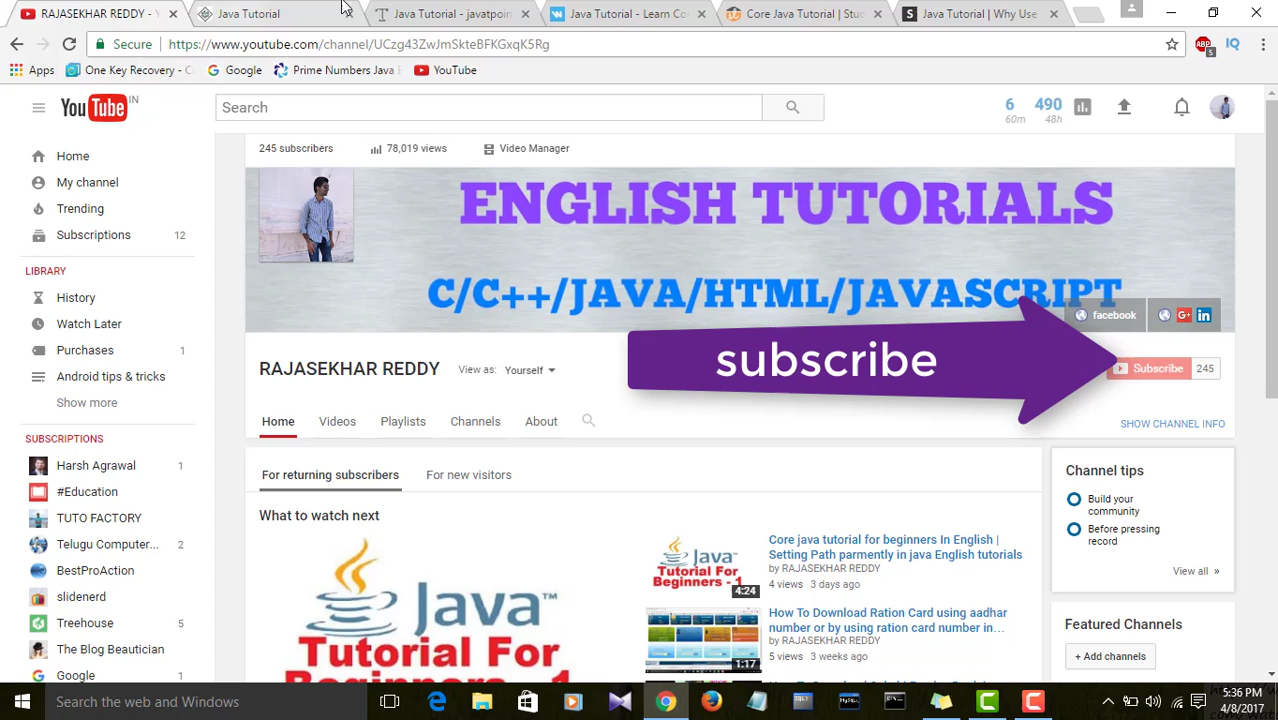 RAJASEKHAR REDDY -
Java Tutorial
Java Tutorial - javatpoin
Java Tutorial - Learn Co
Core Java Tutorial | Stud
Java Tutorial | Why Use
Secure
https://www.youtube.com/channel/UCzg43ZwJmSkteBFKGxqK5Rg
ABP
5
IQ
Apps
One Key Recovery - C
Google
Prime Numbers Java
YouTube
YouTube IN
Search
6
60m
490
48h
245 subscribers
78,019 views
Video Manager
Home
My channel
Trending
Subscriptions 12
LIBRARY
History
Watch Later
Purchases 1
Android tips & tricks
Show more
SUBSCRIPTIONS
Harsh Agrawal 1
#Education
TUTO FACTORY
Telugu Computer... 2
BestProAction
slidenerd
Treehouse 5
The Blog Beautician
Google
ENGLISH TUTORIALS
C/C++/JAVA/HTML/JAVASCRIPT
facebook
RAJASEKHAR REDDY
View as: Yourself
subscribe
Subscribe 245
Home
Videos
Playlists
Channels
About
SHOW CHANNEL INFO
For returning subscribers
For new visitors
What to watch next
Java™
Tutorial For
Java
Tutorial For
Beginners - 1
4:24
Core java tutorial for beginners In English |
Setting Path parmently in java English tutorials
by RAJASEKHAR REDDY
4 views 3 days ago
1:17
How To Download Ration Card using aadhar
number or by using ration card number in...
by RAJASEKHAR REDDY
5 views 3 weeks ago
Channel tips
Build your
community
Before pressing
record
View all »
Featured Channels
+ Add channels
Search the web and Windows
5:36 PM
4/8/2017